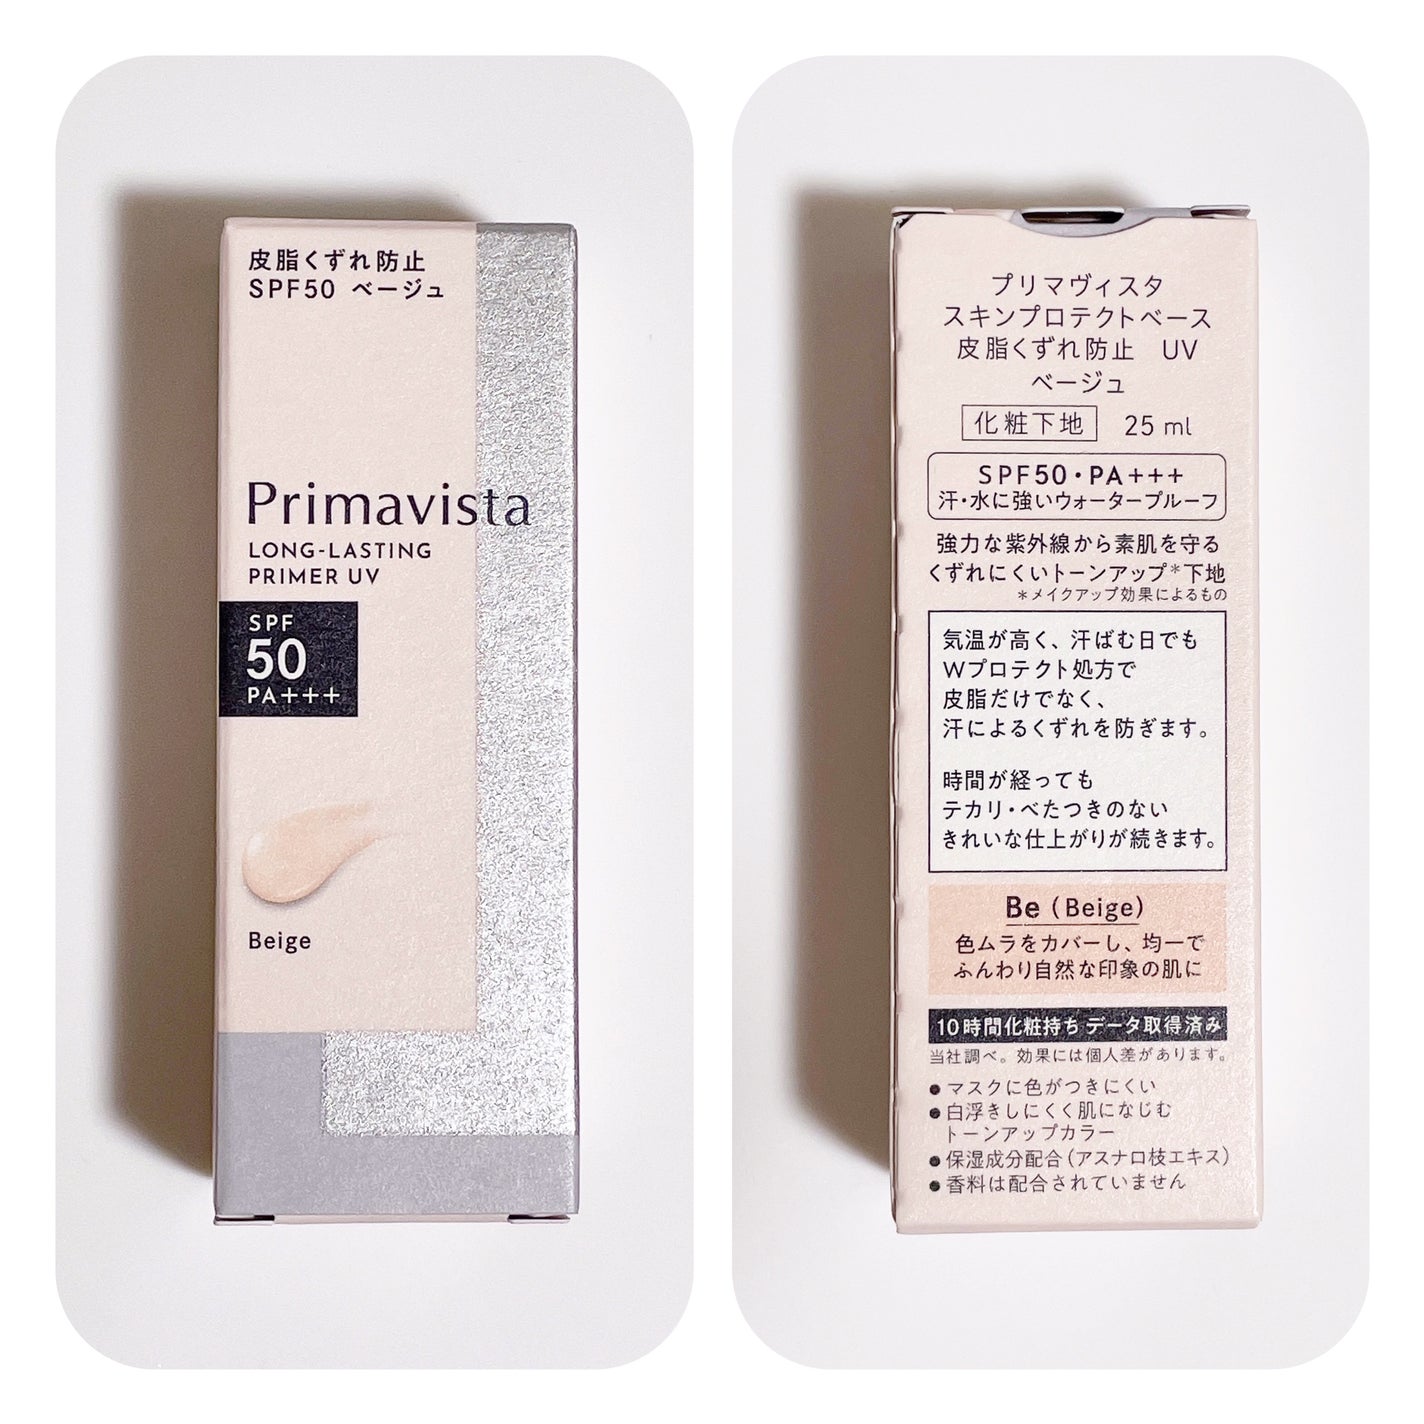 皮脂くずれ防止
SPF50 ベージュ
Primavista
LONG-LASTING
PRIMER UV
SPF
50
PA+++
Beige
プリマヴィスタ
スキンプロテクトベース
皮脂くずれ防止 UV
ベージュ
化粧下地 25 ml
SPF50・PA+++
汗・水に強いウォータープルーフ
強力な紫外線から素肌を守る
くずれにくいトーンアップ*下地
*メイクアップ効果によるもの
気温が高く、汗ばむ日でも
Wプロテクト処方で
皮脂だけでなく、
汗によるくずれを防ぎます。
時間が経っても
テカリ・べたつきのない
きれいな仕上がりが続きます。
Be (Beige)
色ムラをカバーし、均一で
ふんわり自然な印象の肌に
10時間化粧持ち データ取得済み
当社調べ。効果には個人差があります。
●マスクに色がつきにくい
●白浮きしにくく肌になじむ
トーンアップカラー
●保湿成分配合(アスナロ枝エキス)
●香料は配合されていません